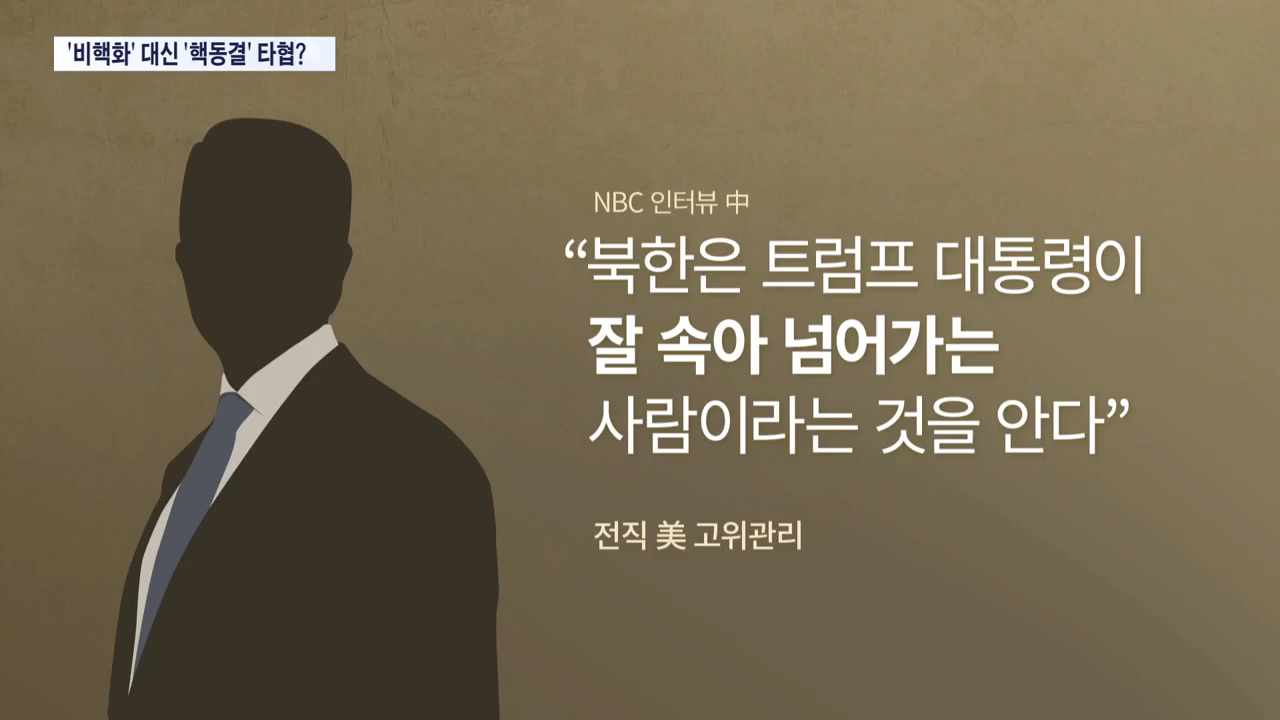 '비핵화' 대신 '핵동결' 타협?
NBC 인터뷰 中
“북한은 트럼프 대통령이
잘 속아 넘어가는
사람이라는 것을 안다”
전직 美 고위관리